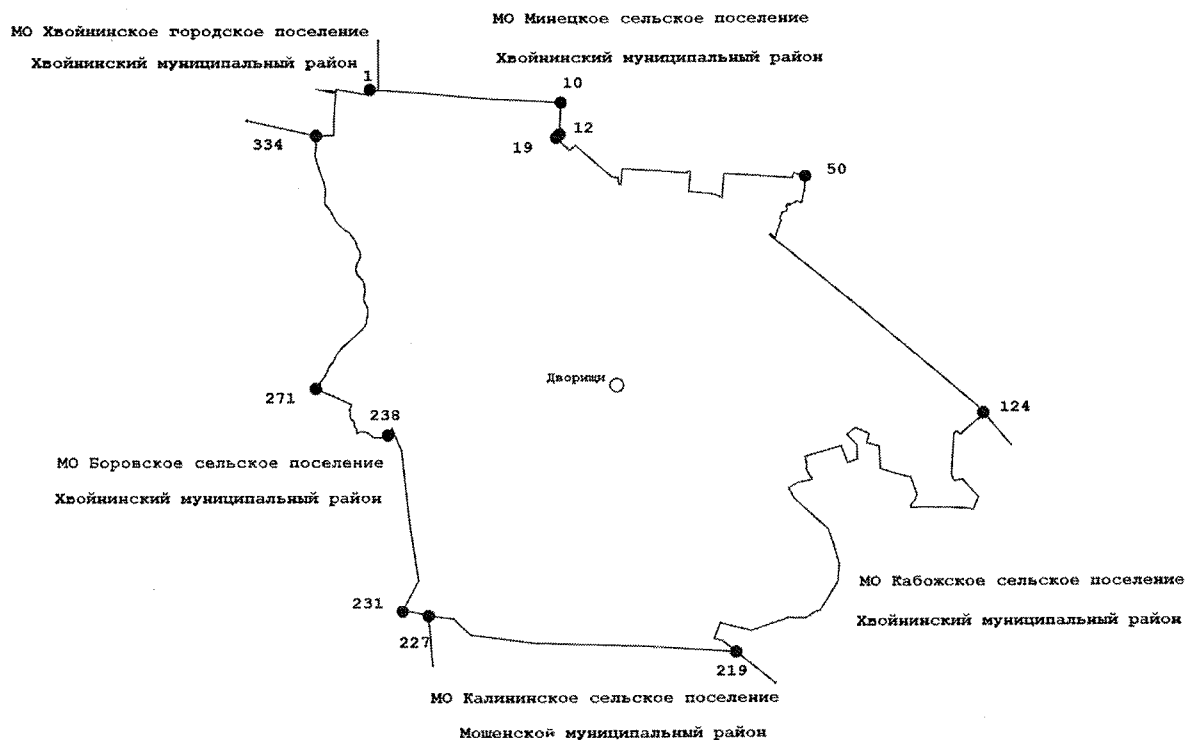 МО Минецкое сельское поселение
МО Хвойнинское городское поселение
Хвойнинский муниципальный район
Хвойнинский муниципальный район
1
10
12
334
19
50
Дворищи
271
124
238
МО Боровское сельское поселение
Хвойнинский муниципальный район
МО Кабожское сельское поселение
231
Хвойнинский муниципальный район
227
219
МО Калининское сельское поселение
Мошенской муниципальный район